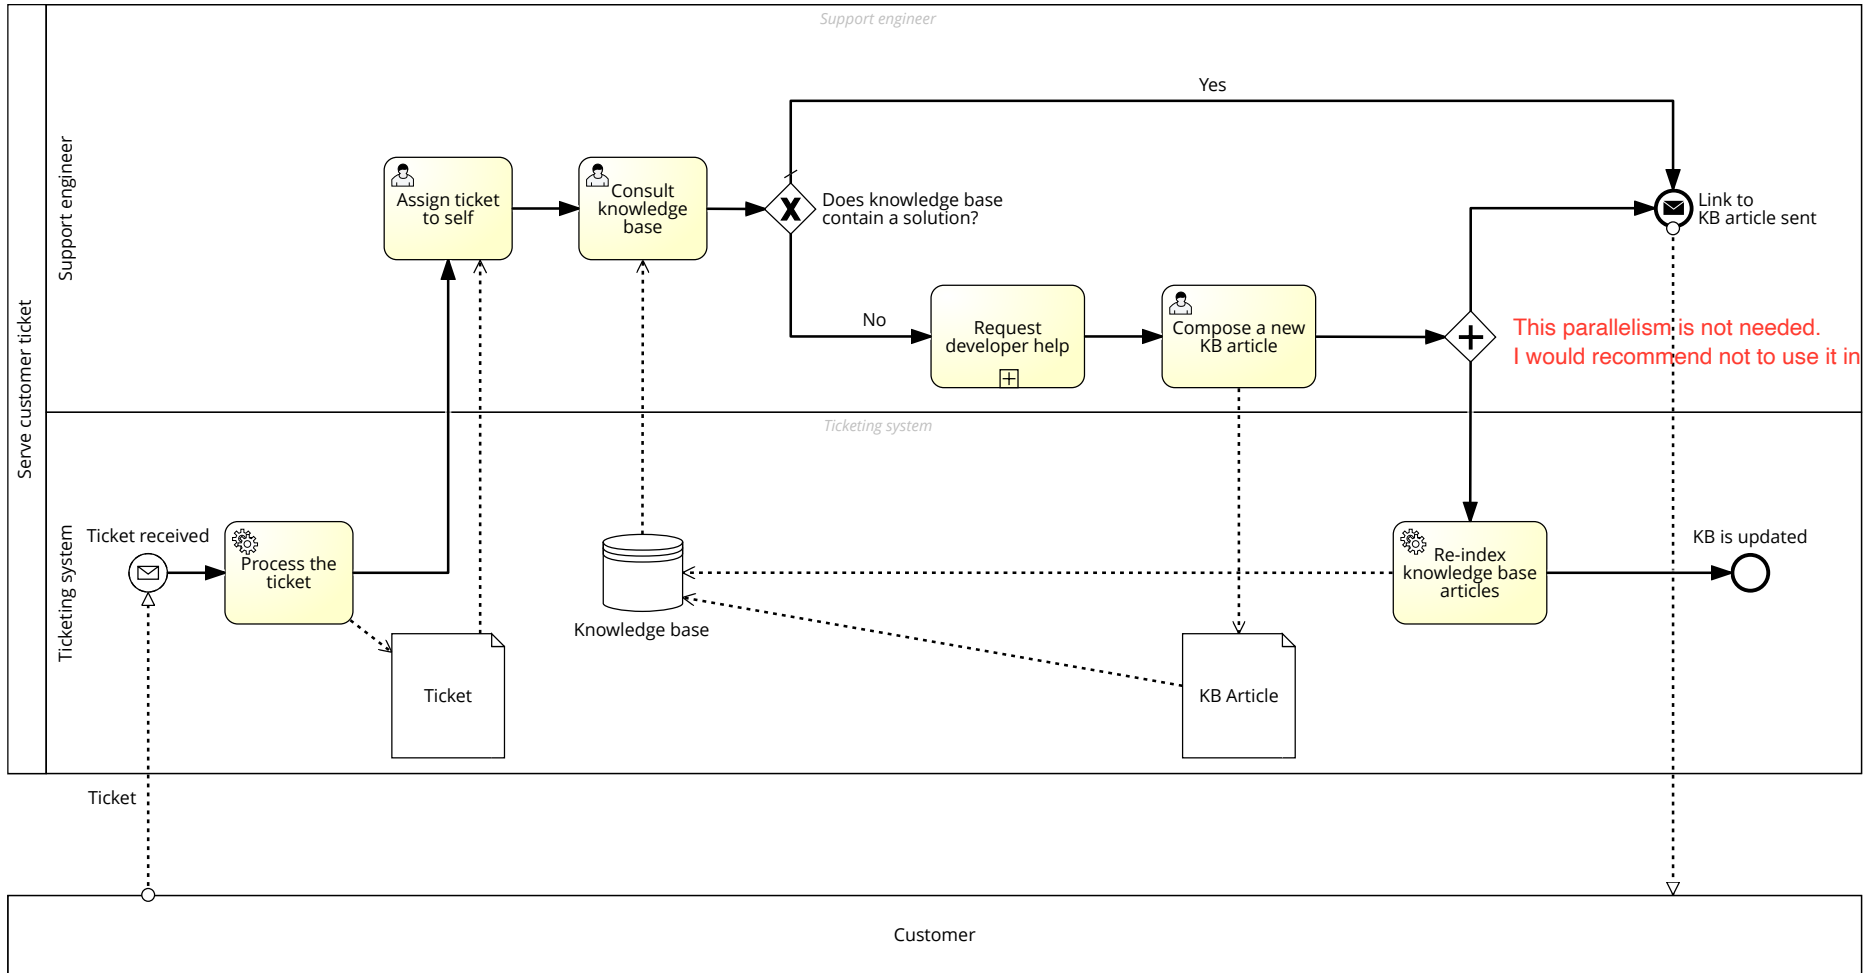 Support engineer
Yes
Support engineer
Assign ticket
to self
Consult
knowledge
base
Does knowledge base
contain a solution?
Link to
KB article sent
No
Request
developer help
Compose a new
KB article
This parallelism is not needed.
I would recommend not to use it in
Serve customer ticket
Ticketing system
Ticketing system
Ticket received
Process the
ticket
Ticket
Knowledge base
KB Article
Re-index
knowledge base
articles
KB is updated
Ticket
Customer